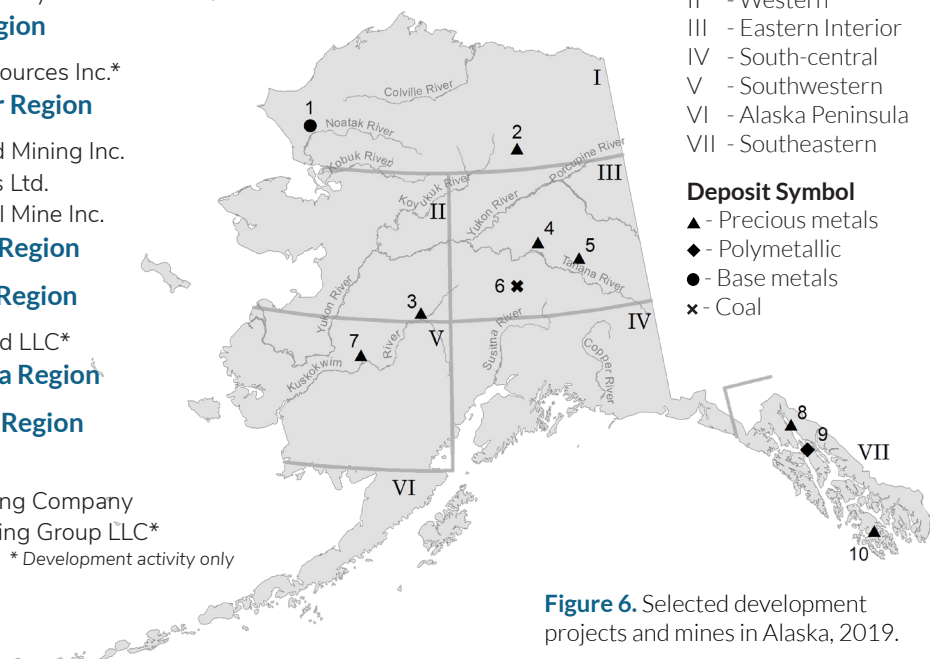 gion
ources Inc.*
r Region
d Mining Inc.
s Ltd.
l Mine Inc.
Region
Region
d LLC*
a Region
Region
ng Company
ing Group LLC*
* Development activity only
II - Western
III - Eastern Interior
IV - South-central
V - Southwestern
VI - Alaska Peninsula
VII - Southeastern
Deposit Symbol
▲ - Precious metals
◆ - Polymetallic
● - Base metals
✖ - Coal
I
Colville River
1
Noatak River
2
Kobuk River
Porcupine River
III
Koyukuk River
II
Yukon River
4
5
Tanana River
6
Yukon River
3
IV
V
7
River
Kuskokwim
Susitna River
Copper River
8
9
VII
VI
10
Figure 6. Selected development
projects and mines in Alaska, 2019.